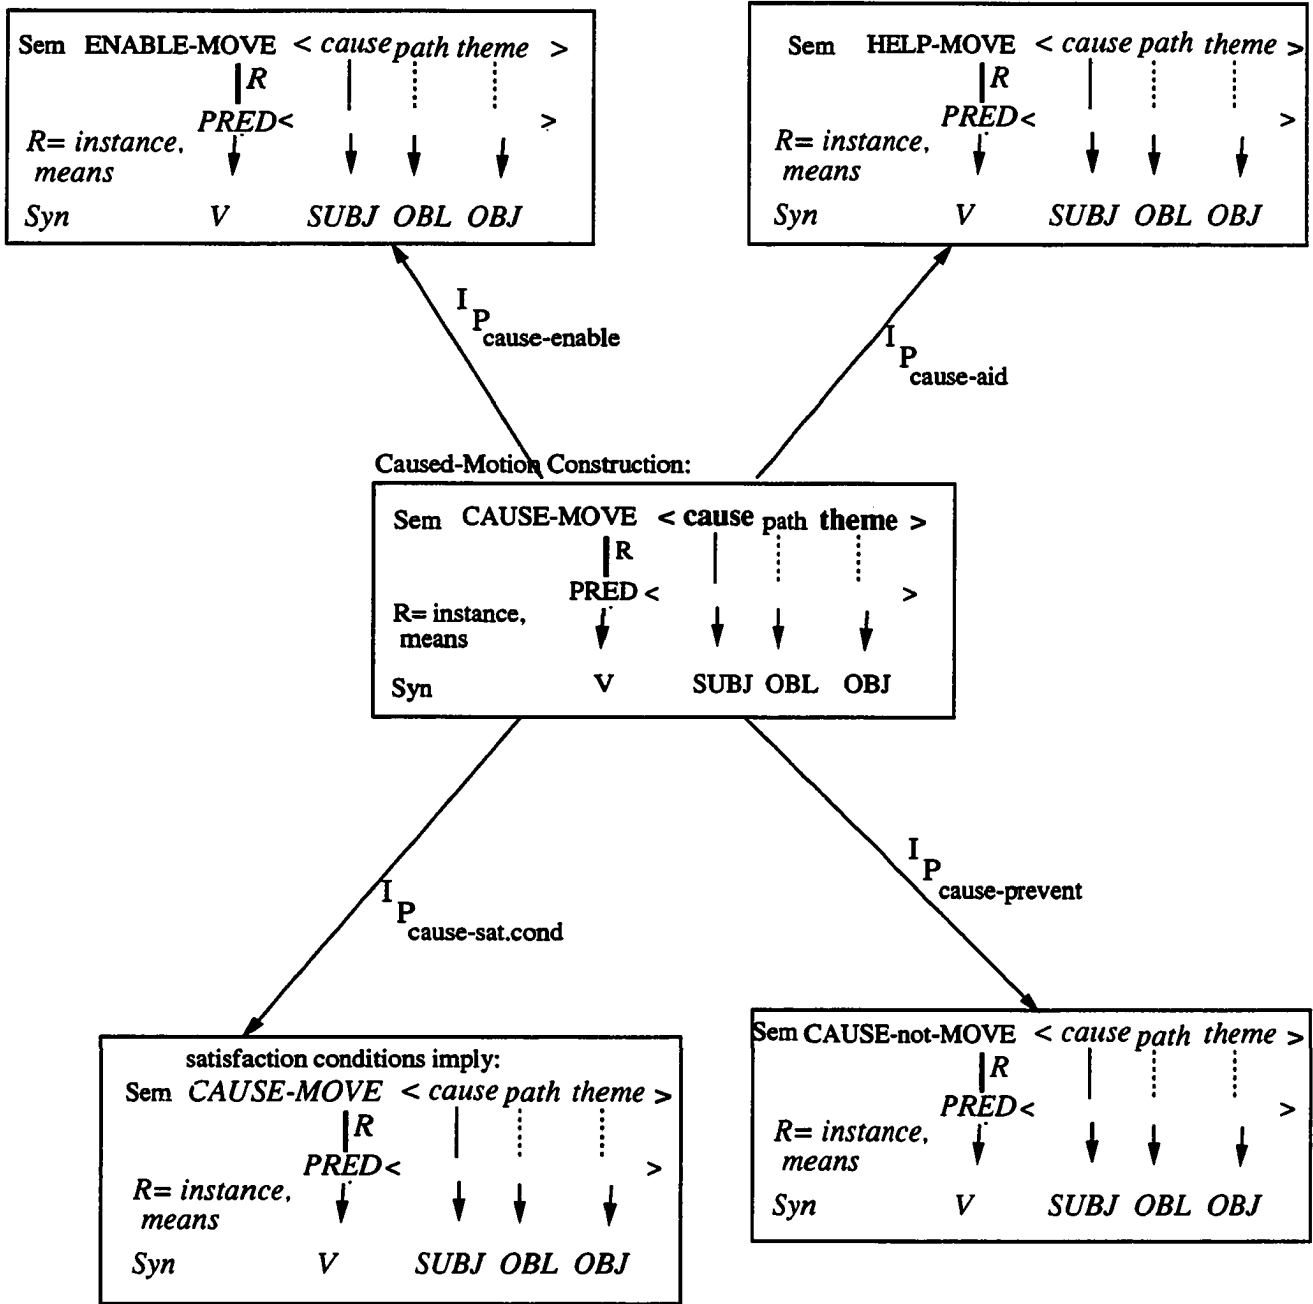 Sem ENABLE-MOVE < cause path theme >
R
PRED< >
R= instance,
means
Syn V SUBJ OBL OBJ
Sem HELP-MOVE < cause path theme >
R
PRED< >
R= instance,
means
Syn V SUBJ OBL OBJ
I P cause-enable
I P cause-aid
Caused-Motion Construction:
Sem CAUSE-MOVE < cause path theme >
R
PRED < >
R= instance,
means
Syn V SUBJ OBL OBJ
I P cause-sat.cond
I P cause-prevent
satisfaction conditions imply:
Sem CAUSE-MOVE < cause path theme >
R
PRED< >
R= instance,
means
Syn V SUBJ OBL OBJ
Sem CAUSE-not-MOVE < cause path theme >
R
PRED< >
R= instance,
means
Syn V SUBJ OBL OBJ